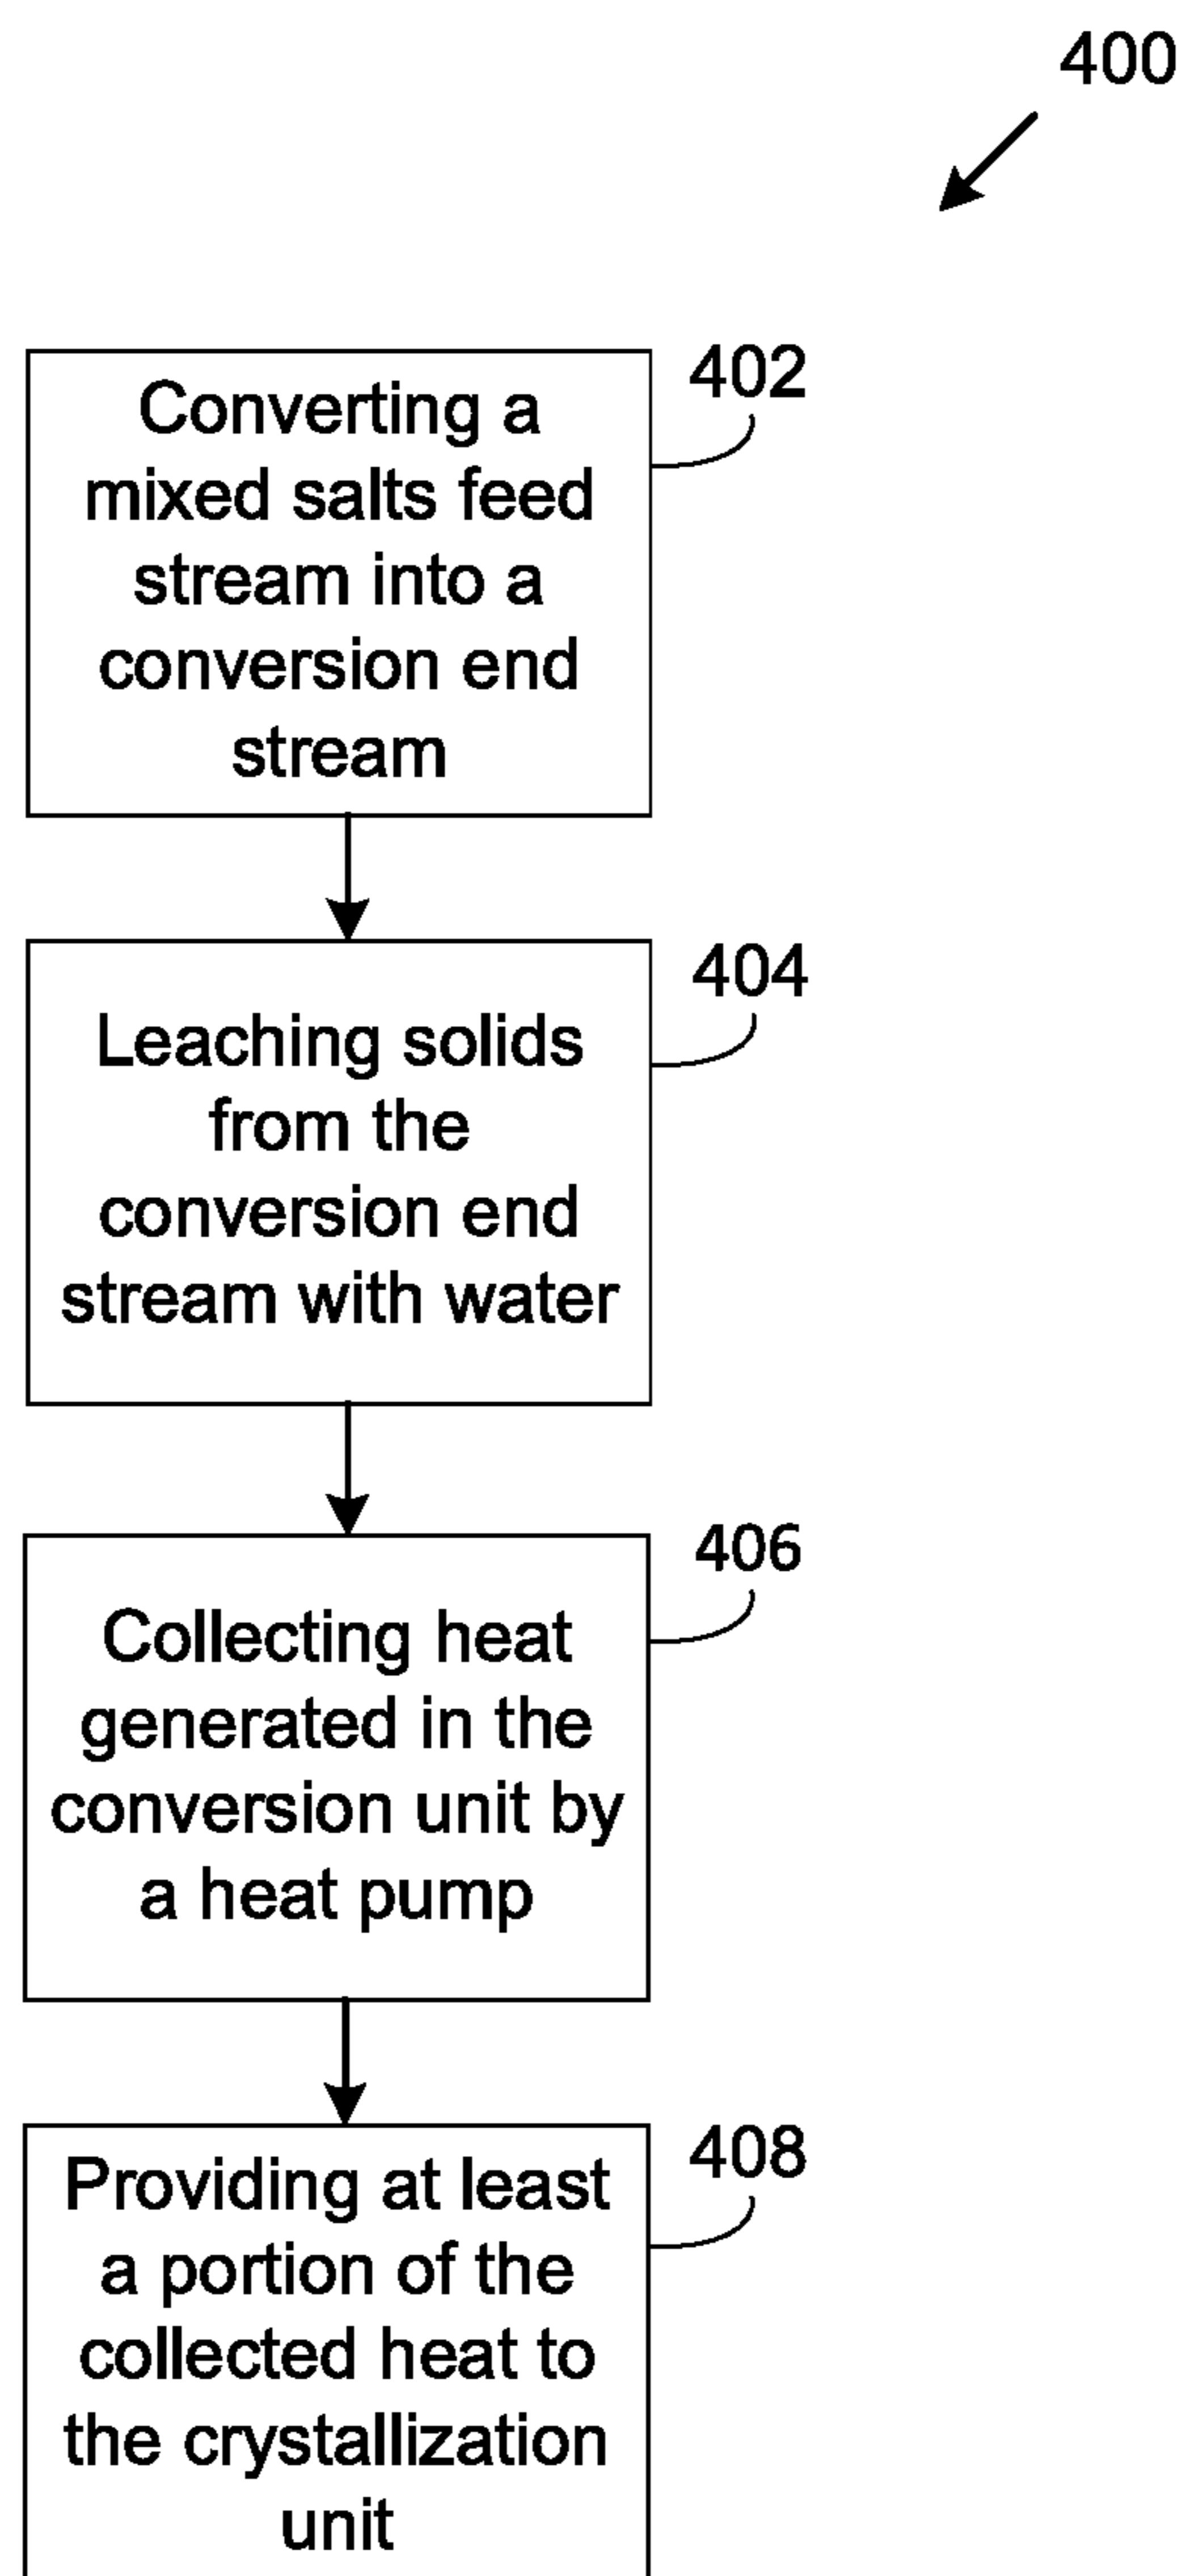 400
402
Converting a
mixed salts feed
stream into a
conversion end
stream
404
Leaching solids
from the
conversion end
stream with water
406
Collecting heat
generated in the
conversion unit by
a heat pump
408
Providing at least
a portion of the
collected heat to
the crystallization
unit